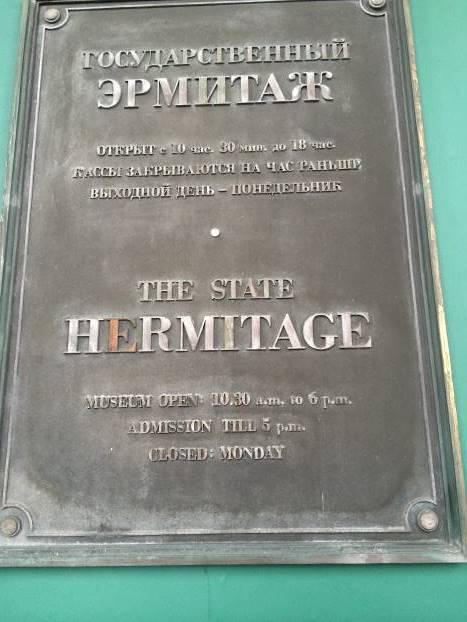 ГОСУДАРСТВЕННЫЙ
ЭРМИТАЖ
ОТКРЫТ с 10 час. 30 мин. до 18 час.
КАССЫ ЗАКРЫВАЮТСЯ НА ЧАС РАНЬШЕ
ВЫХОДНОЙ ДЕНЬ – ПОНЕДЕЛЬНИК
THE STATE
HERMITAGE
MUSEUM OPEN: 10.30 a.m. to 6 p.m.
ADMISSION TILL 5 p.m.
CLOSED: MONDAY